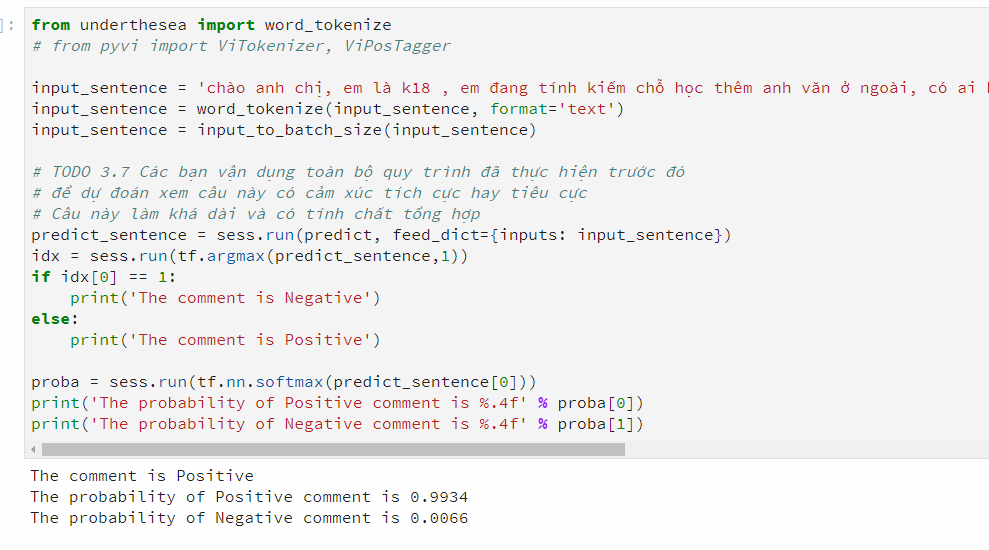 ]:
from underthesea import word_tokenize
# from pyvi import ViTokenizer, ViPosTagger
input_sentence = 'chào anh chị, em là k18 , em đang tính kiếm chỗ học thêm anh văn ở ngoài, có ai
input_sentence = word_tokenize(input_sentence, format='text')
input_sentence = input_to_batch_size(input_sentence)
# TODO 3.7 Các bạn vận dụng toàn bộ quy trình đã thực hiện trước đó
# để dự đoán xem câu này có cảm xúc tích cực hay tiêu cực
# Câu này làm khá dài và có tính chất tổng hợp
predict_sentence = sess.run(predict, feed_dict={inputs: input_sentence})
idx = sess.run(tf.argmax(predict_sentence,1))
if idx[0] == 1:
    print('The comment is Negative')
else:
    print('The comment is Positive')
proba = sess.run(tf.nn.softmax(predict_sentence[0]))
print('The probability of Positive comment is %.4f' % proba[0])
print('The probability of Negative comment is %.4f' % proba[1])
The comment is Positive
The probability of Positive comment is 0.9934
The probability of Negative comment is 0.0066